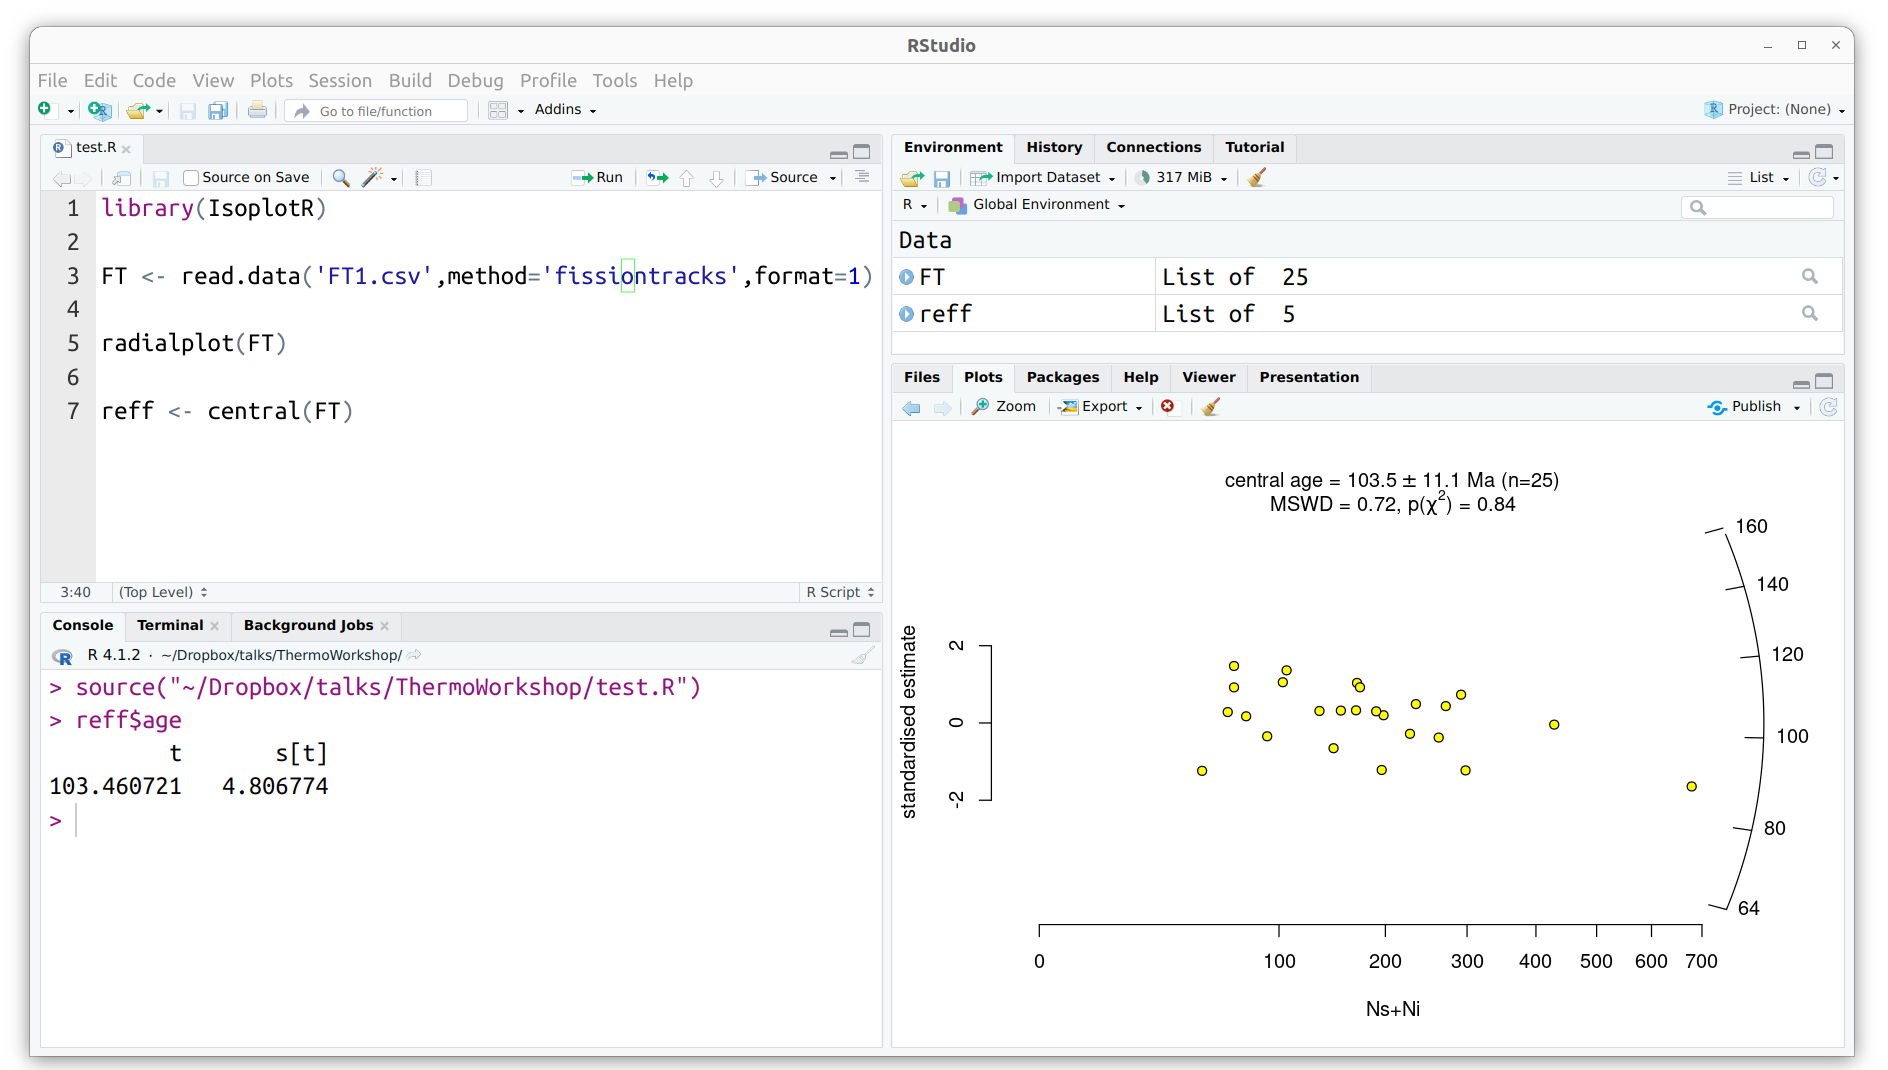 RStudio
File Edit Code View Plots Session Build Debug Profile Tools Help
Go to file/function Addins Project: (None)
test.R
Source on Save Run Source
1 library(IsoplotR)
2
3 FT <- read.data('FT1.csv',method='fissiontracks',format=1)
4
5 radialplot(FT)
6
7 reff <- central(FT)
3:40 (Top Level) R Script
Console Terminal Background Jobs
R 4.1.2 · ~/Dropbox/talks/ThermoWorkshop/
> source("~/Dropbox/talks/ThermoWorkshop/test.R")
> reff$age
t s[t]
103.460721 4.806774
>
Environment History Connections Tutorial
Import Dataset 317 MiB List
R Global Environment
Data
FT List of 25
reff List of 5
Files Plots Packages Help Viewer Presentation
Zoom Export Publish
central age = 103.5 ± 11.1 Ma (n=25)
MSWD = 0.72, p(χ²) = 0.84
160
140
120
100
80
64
standardised estimate
2
0
-2
0 100 200 300 400 500 600 700
Ns+Ni